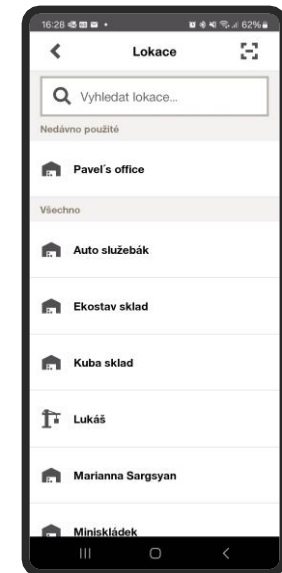 16:28
62%
Lokace
Vyhledat lokace...
Nedávno použité
Pavel´s office
Všechno
Auto služebák
Ekostav sklad
Kuba sklad
Lukáš
Marianna Sargsyan
Miniskládek